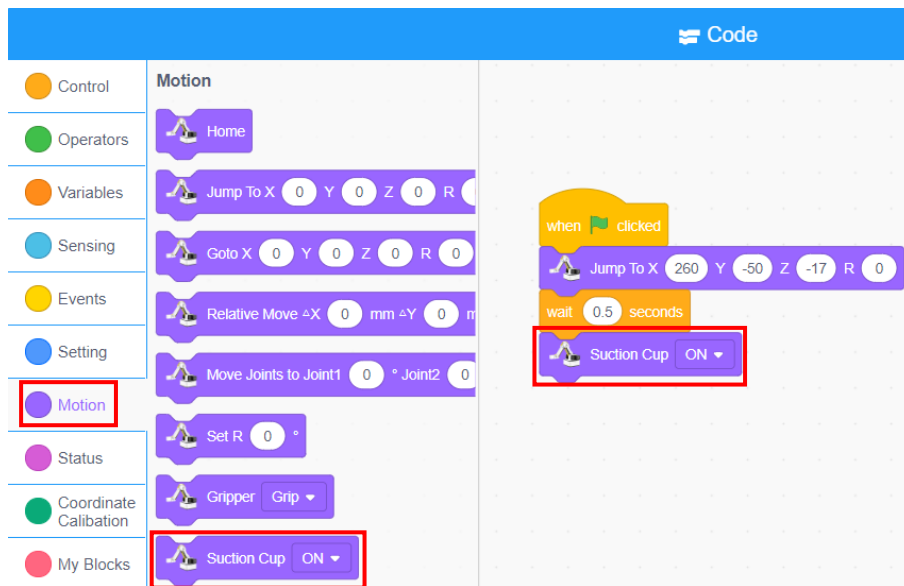 Code
Control
Operators
Variables
Sensing
Events
Setting
Motion
Status
Coordinate
Calibation
My Blocks
Motion
Home
Jump To X 0 Y 0 Z 0 R
Goto X 0 Y 0 Z 0 R 0
Relative Move △X 0 mm △Y 0
Move Joints to Joint1 0 ° Joint2 0
Set R 0 °
Gripper Grip
Suction Cup ON
when clicked
Jump To X 260 Y -50 Z -17 R 0
wait 0.5 seconds
Suction Cup ON